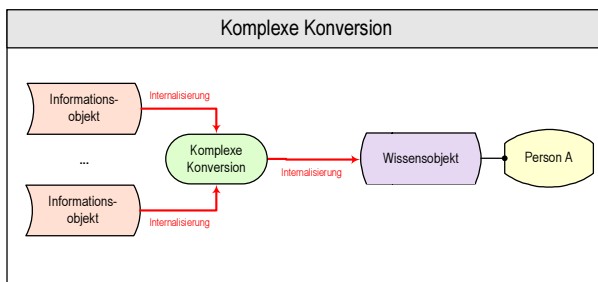 Komplexe Konversion
Informations-
objekt
Internalisierung
...
Komplexe
Konversion
Internalisierung
Wissensobjekt
Person A
Informations-
objekt
Internalisierung